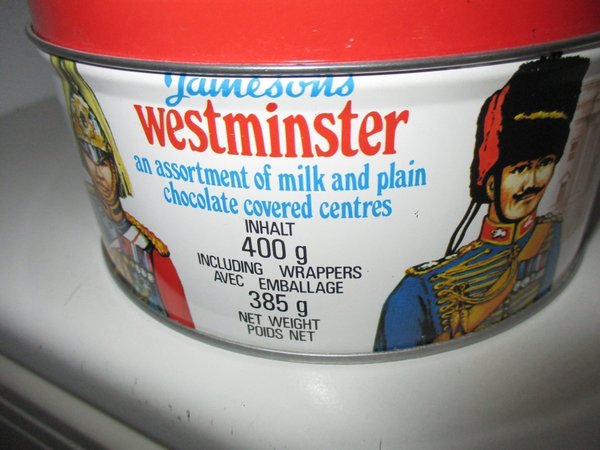 Jamesons
westminster
an assortment of milk and plain
chocolate covered centres
INHALT
400 g
INCLUDING WRAPPERS
AVEC EMBALLAGE
385 g
NET WEIGHT
POIDS NET